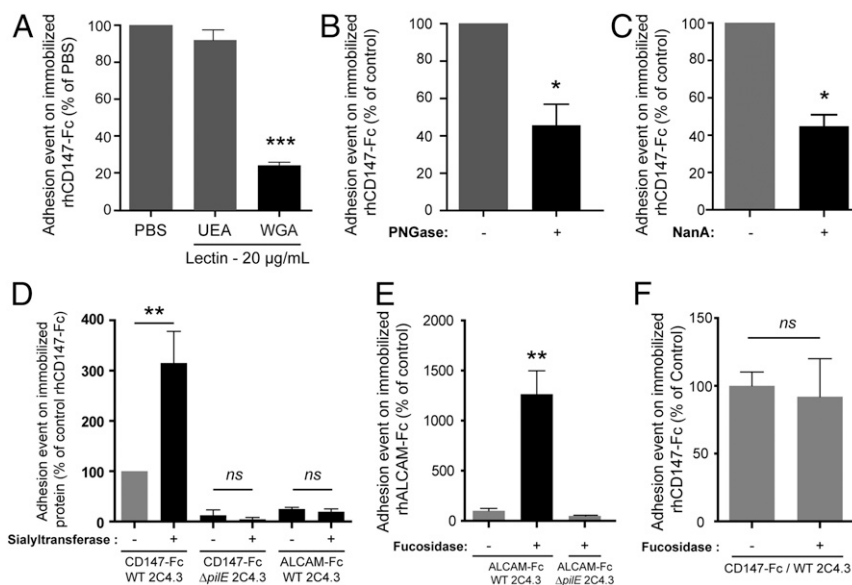 A
Adhesion event on immobilized
rhCD147-Fc (% of PBS)
100
80
60
40
20
0
***
PBS
UEA
WGA
Lectin - 20 µg/mL
B
Adhesion event on immobilized
rhCD147-Fc (% of control)
100
80
60
40
20
0
*
PNGase:
-
+
C
Adhesion event on immobilized
rhCD147-Fc (% of control)
100
80
60
40
20
0
*
NanA:
-
+
D
Adhesion event on immobilized
protein (% of control rhCD147-Fc)
400
300
200
100
0
**
ns
ns
Sialyltransferase :
- + - + - +
CD147-Fc
WT 2C4.3
CD147-Fc
ΔpilE 2C4.3
ALCAM-Fc
WT 2C4.3
E
Adhesion event on immobilized
rhALCAM-Fc (% of control)
2000
1500
1000
500
0
**
Fucosidase:
- + -
ALCAM-Fc
WT 2C4.3
ALCAM-Fc
ΔpilE 2C4.3
F
Adhesion event on immobilized
rhCD147-Fc (% of Control)
150
100
50
0
ns
Fucosidase :
- +
CD147-Fc / WT 2C4.3